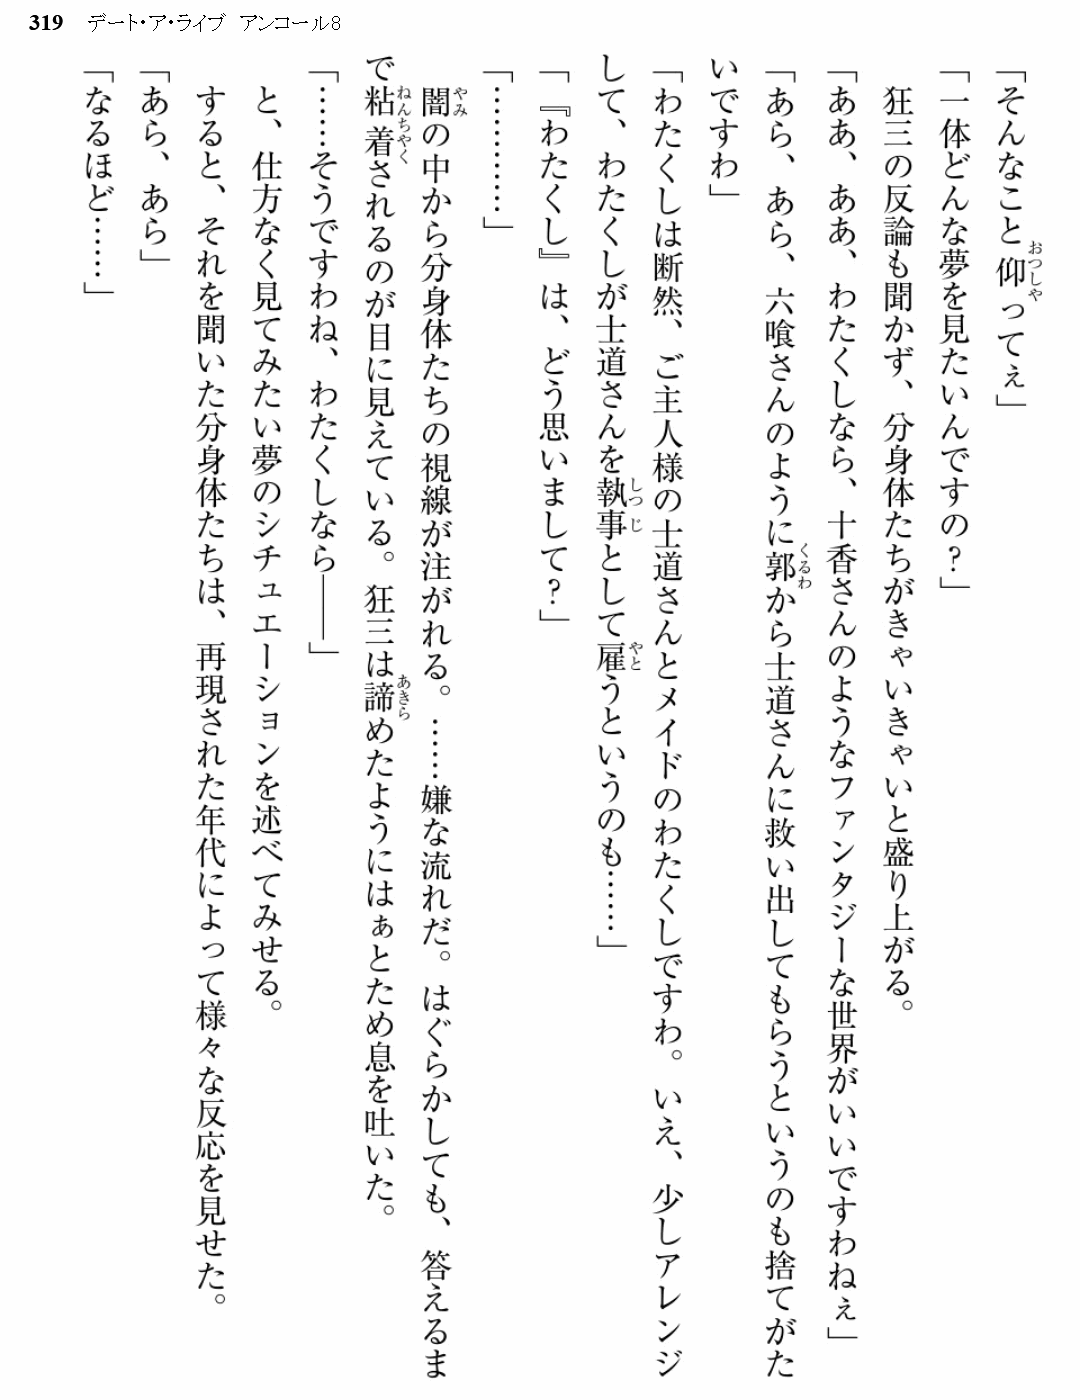 319 デート・ア・ライブ アンコール8
「そんなこと仰ってぇ」
「一体どんな夢を見たいんですの？」
　狂三の反論も聞かず、分身体たちがきゃいきゃいと盛り上がる。
「ああ、ああ、わたくしなら、十香さんのようなファンタジーな世界がいいですわねぇ」
「あら、あら、六喰さんのように郭から士道さんに救い出してもらうというのも捨てがた
いですわ」
「わたくしは断然、ご主人様の士道さんとメイドのわたくしですわ。いえ、少しアレンジ
して、わたくしが士道さんを執事として雇うというのも……」
「『わたくし』は、どう思いまして？」
「…………」
　闇の中から分身体たちの視線が注がれる。……嫌な流れだ。はぐらかしても、答えるま
で粘着されるのが目に見えている。狂三は諦めたようにはぁとため息を吐いた。
「……そうですわね、わたくしなら――」
　と、仕方なく見てみたい夢のシチュエーションを述べてみせる。
　すると、それを聞いた分身体たちは、再現された年代によって様々な反応を見せた。
「あら、あら」
「なるほど……」